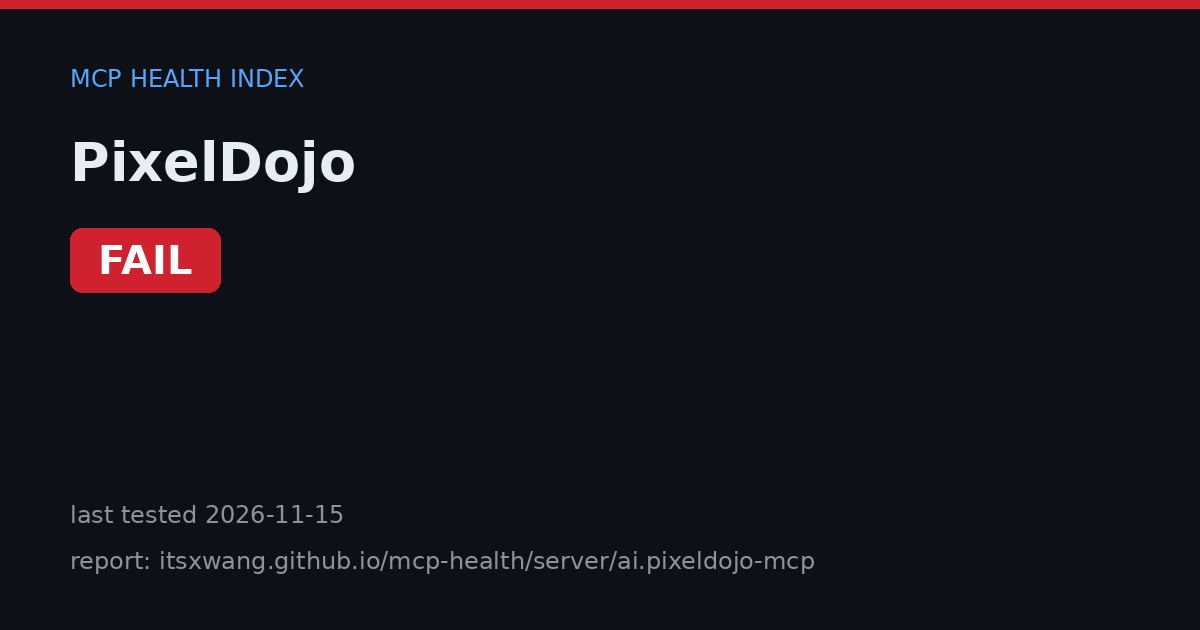 MCP HEALTH INDEX
PixelDojo
FAIL
last tested 2026-11-15
report: itsxwang.github.io/mcp-health/server/ai.pixeldojo-mcp